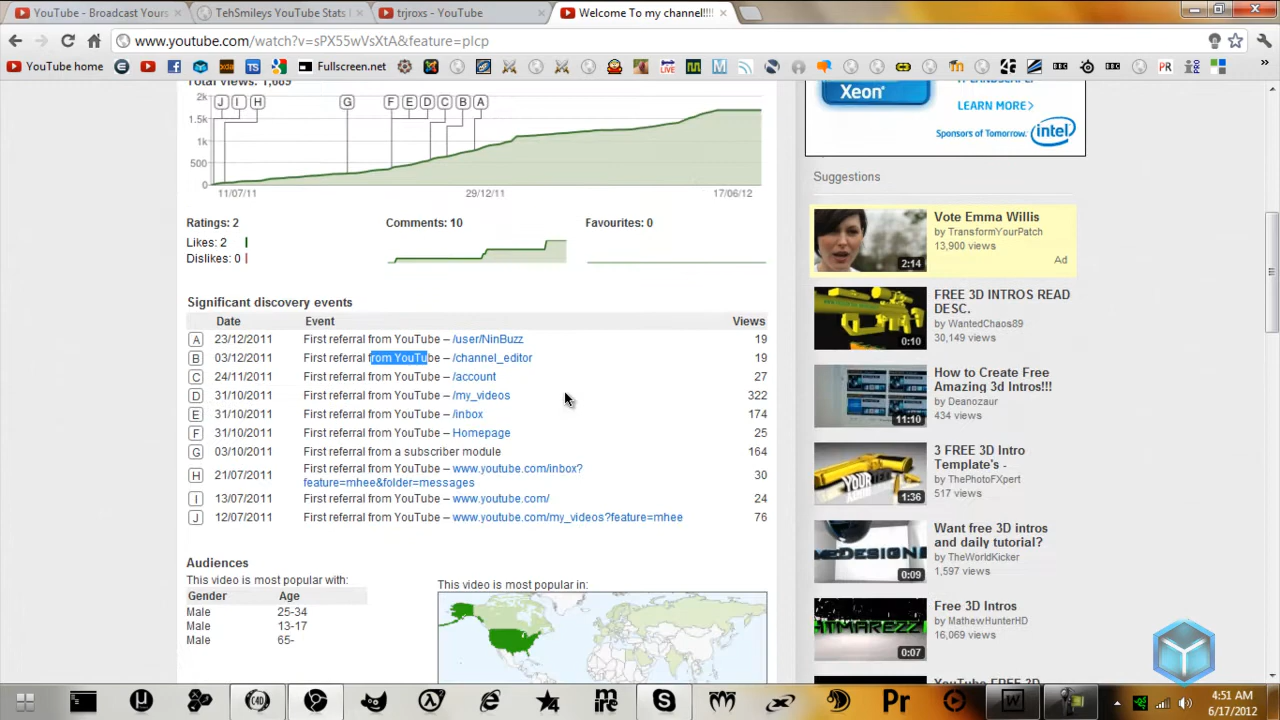 YouTube - Broadcast Yours
TehSmileys YouTube Stats
trjroxs - YouTube
Welcome To my channel!!!!
www.youtube.com/watch?v=sPX55wVsXtA&feature=plcp
YouTube home
Fullscreen.net
Total views: 1,689
2k
1.5k
1k
500
0
J I H G F E D C B A
11/07/11
29/12/11
17/06/12
Ratings: 2
Comments: 10
Favourites: 0
Likes: 2
Dislikes: 0
Significant discovery events
Date Event Views
A 23/12/2011 First referral from YouTube – /user/NinBuzz 19
B 03/12/2011 First referral from YouTube – /channel_editor 19
C 24/11/2011 First referral from YouTube – /account 27
D 31/10/2011 First referral from YouTube – /my_videos 322
E 31/10/2011 First referral from YouTube – /inbox 174
F 31/10/2011 First referral from YouTube – Homepage 25
G 03/10/2011 First referral from a subscriber module 164
H 21/07/2011 First referral from YouTube – www.youtube.com/inbox? 30
feature=mhee&folder=messages
I 13/07/2011 First referral from YouTube – www.youtube.com/ 24
J 12/07/2011 First referral from YouTube – www.youtube.com/my_videos?feature=mhee 76
Audiences
This video is most popular with:
Gender Age
Male 25-34
Male 13-17
Male 65-
This video is most popular in:
Xeon
LEARN MORE>
Sponsors of Tomorrow.
intel
Suggestions
Vote Emma Willis
by TransformYourPatch
13,900 views
Ad
2:14
FREE 3D INTROS READ
DESC.
by WantedChaos89
30,149 views
0:10
How to Create Free
Amazing 3d Intros!!!
by Deanozaur
434 views
11:10
3 FREE 3D Intro
Template's -
by ThePhotoFXpert
517 views
YOUR
1:36
Want free 3D intros
and daily tutorial?
by TheWorldKicker
1,597 views
0:09
Free 3D Intros
by MathewHunterHD
16,069 views
0:07
YouTube FREE
4:51 AM
6/17/2012